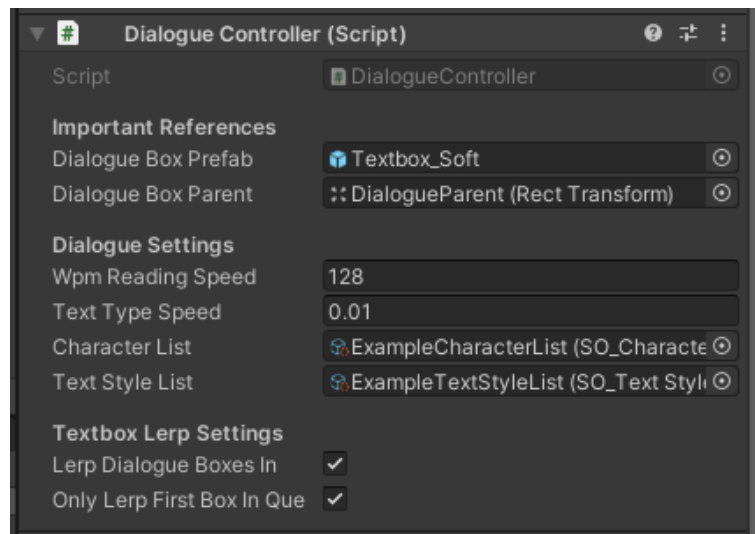 # Dialogue Controller (Script)
Script DialogueController
Important References
Dialogue Box Prefab Textbox_Soft
Dialogue Box Parent DialogueParent (Rect Transform)
Dialogue Settings
Wpm Reading Speed 128
Text Type Speed 0.01
Character List ExampleCharacterList (SO_Characte
Text Style List ExampleTextStyleList (SO_Text Styl
Textbox Lerp Settings
Lerp Dialogue Boxes In
Only Lerp First Box In Que